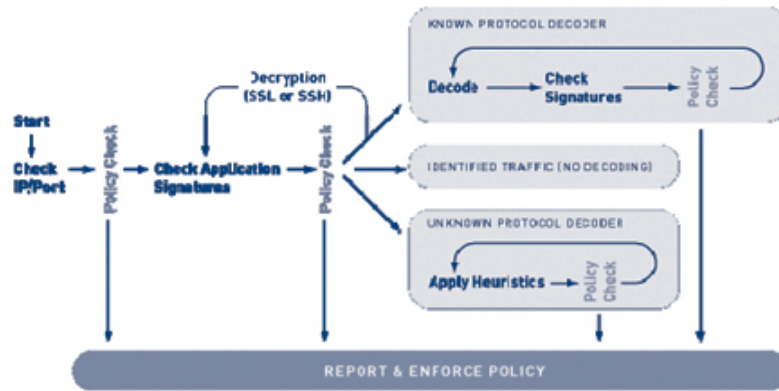 Start
Check
IP/Port
Policy Check
Check Application
Signatures
Decryption
(SSL or SSH)
Policy Check
KNOWN PROTOCOL DECODER
Decode
Check
Signatures
Policy
Check
IDENTIFIED TRAFFIC (NO DECODING)
UNKNOWN PROTOCOL DECODER
Apply Heuristics
Policy
Check
REPORT & ENFORCE POLICY